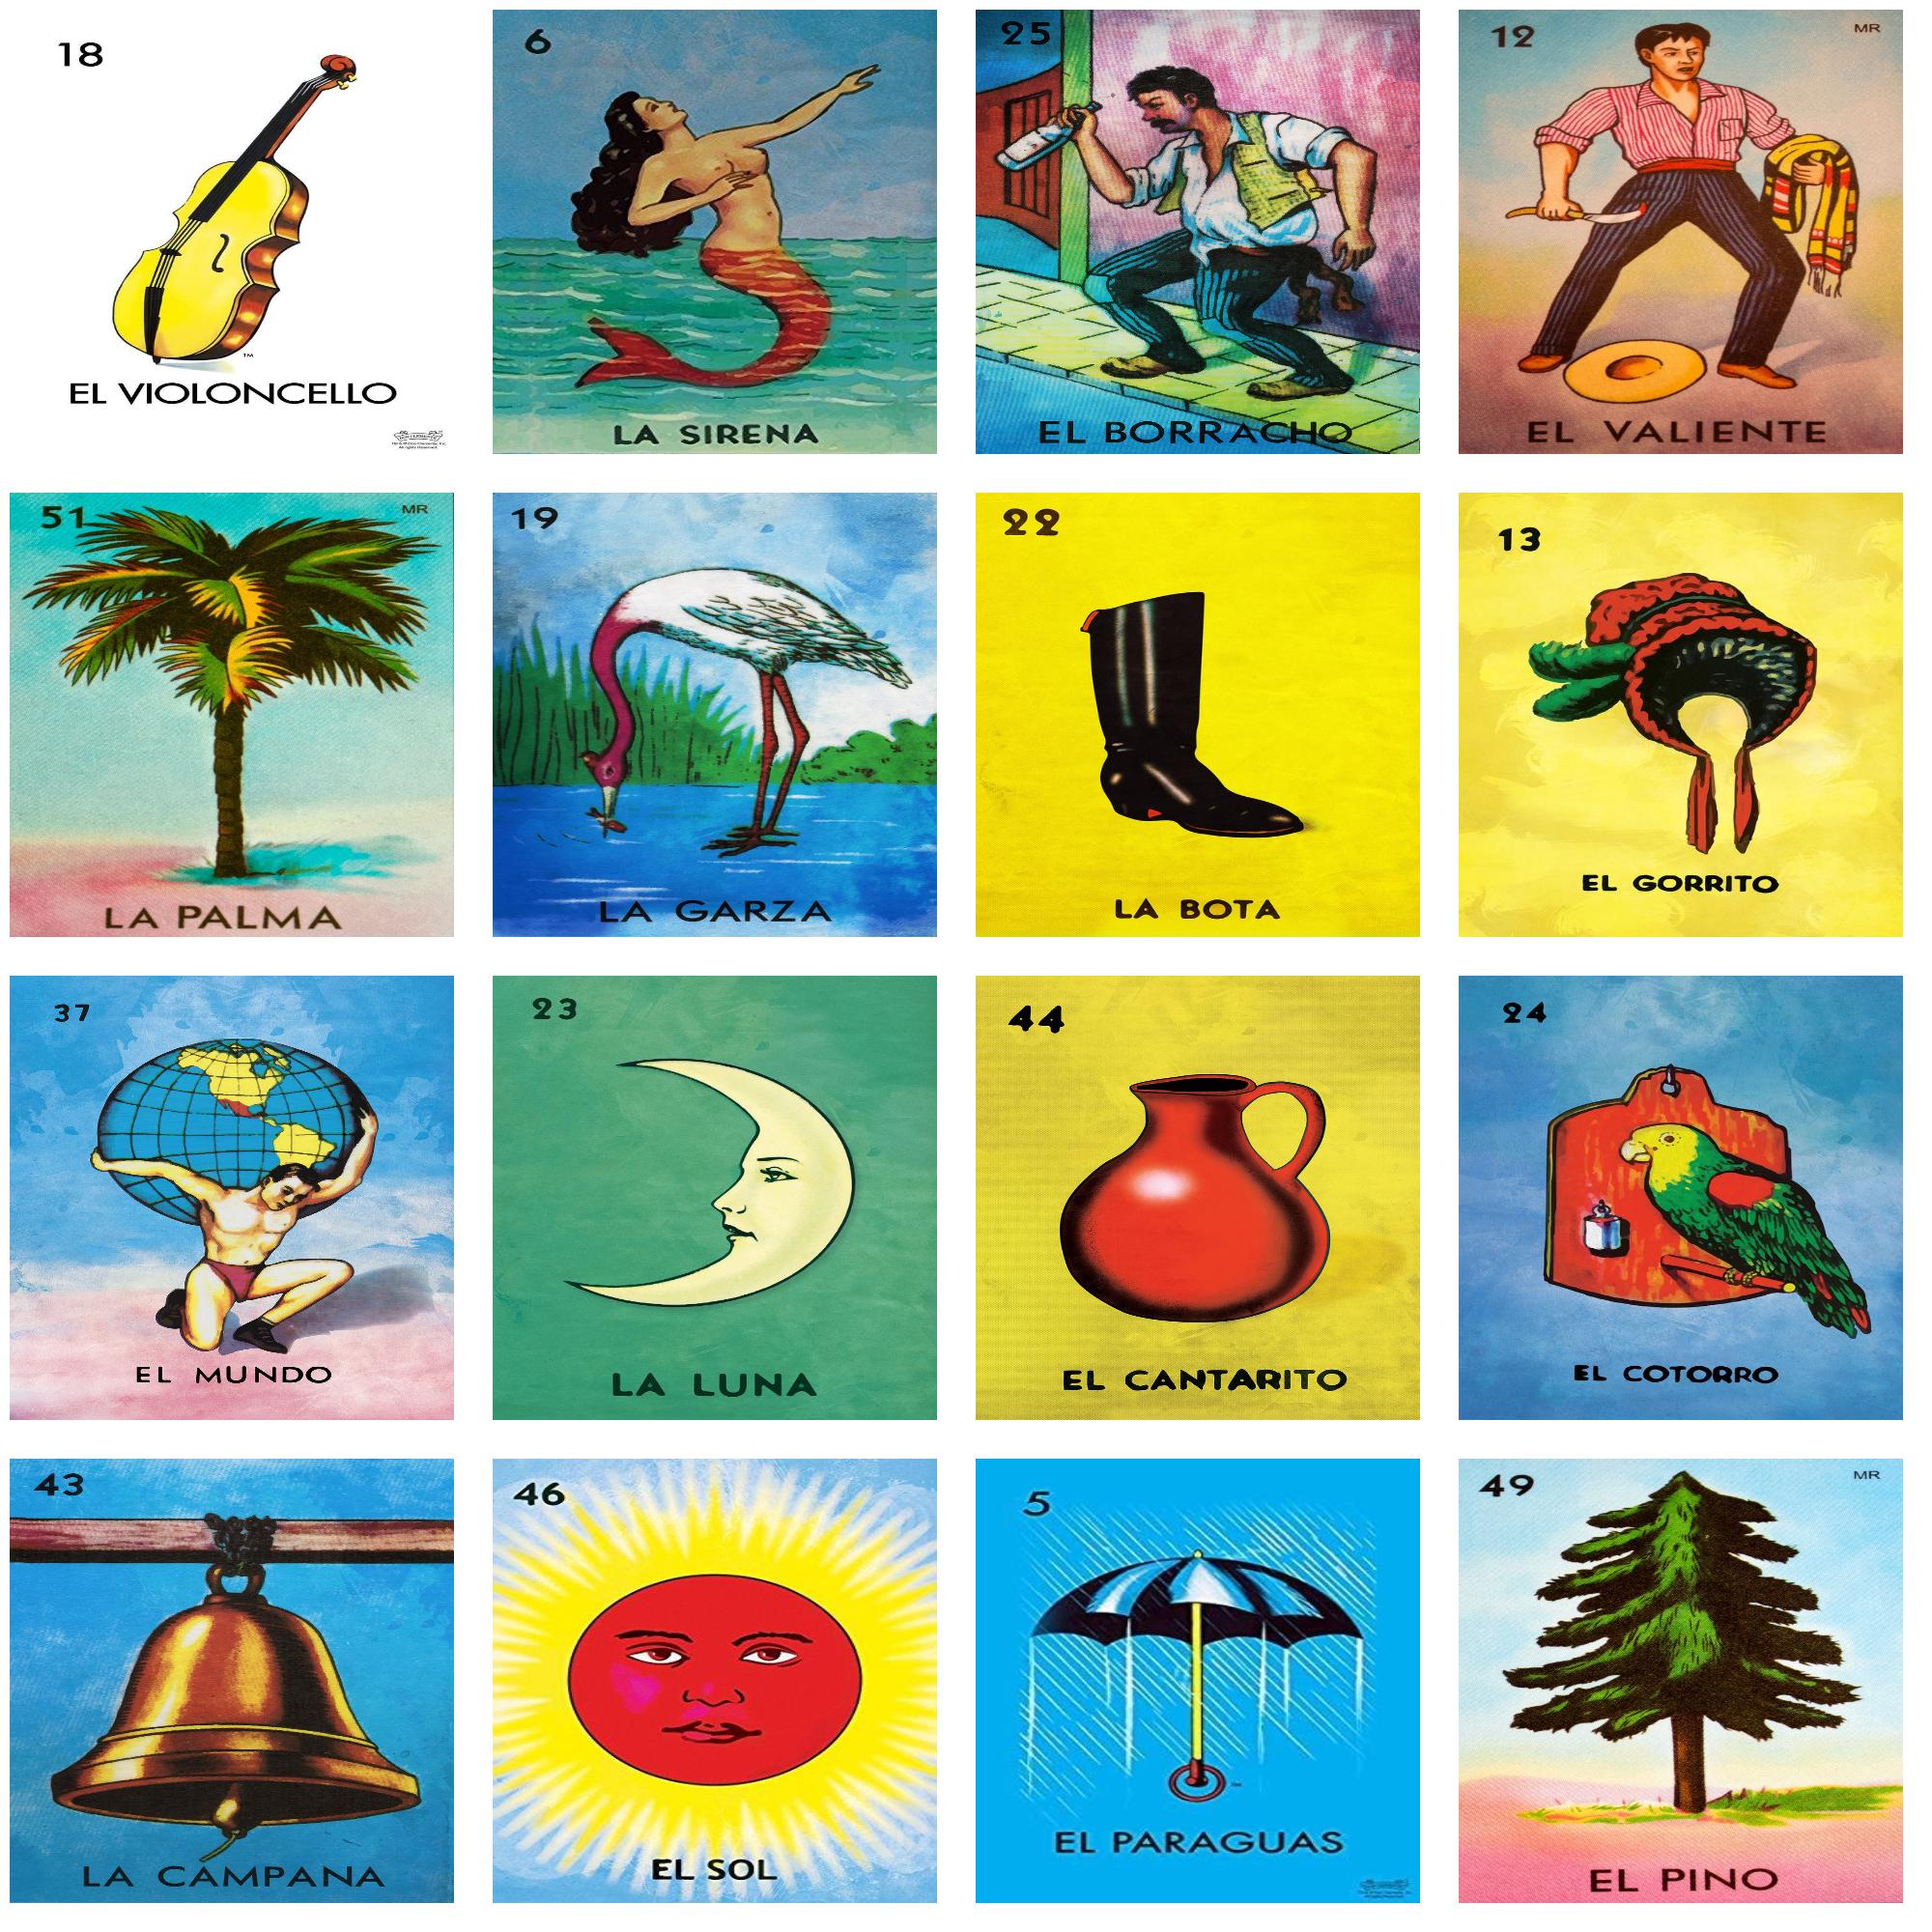 18
EL VIOLONCELLO
TM
6
LA SIRENA
25
EL BORRACHO
12
MR
EL VALIENTE
51
MR
LA PALMA
19
LA GARZA
22
LA BOTA
13
EL GORRITO
37
EL MUNDO
23
LA LUNA
44
EL CANTARITO
24
EL COTORRO
43
LA CAMPANA
46
EL SOL
5
EL PARAGUAS
49
MR
EL PINO